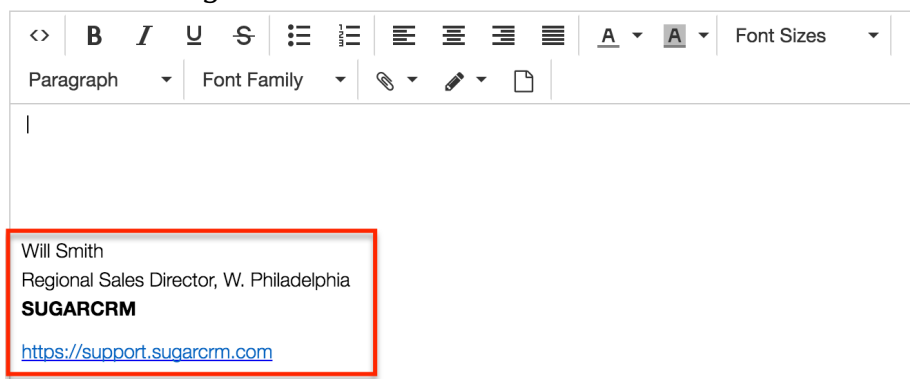 B I U S A A Font Sizes
Paragraph Font Family
Will Smith
Regional Sales Director, W. Philadelphia
SUGARCRM
https://support.sugarcrm.com